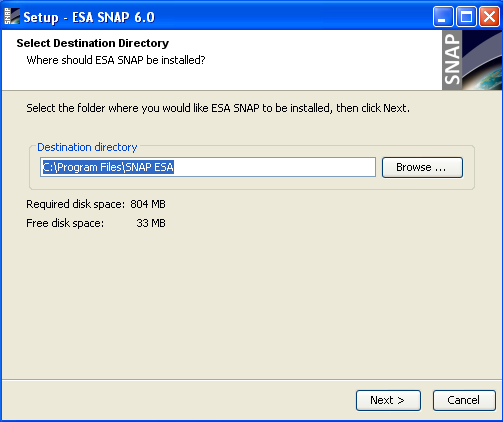 Setup - ESA SNAP 6.0
Select Destination Directory
Where should ESA SNAP be installed?
SNAP
Select the folder where you would like ESA SNAP to be installed, then click Next.
Destination directory
C:\Program Files\SNAP ESA
Browse ...
Required disk space: 804 MB
Free disk space: 33 MB
Next >
Cancel